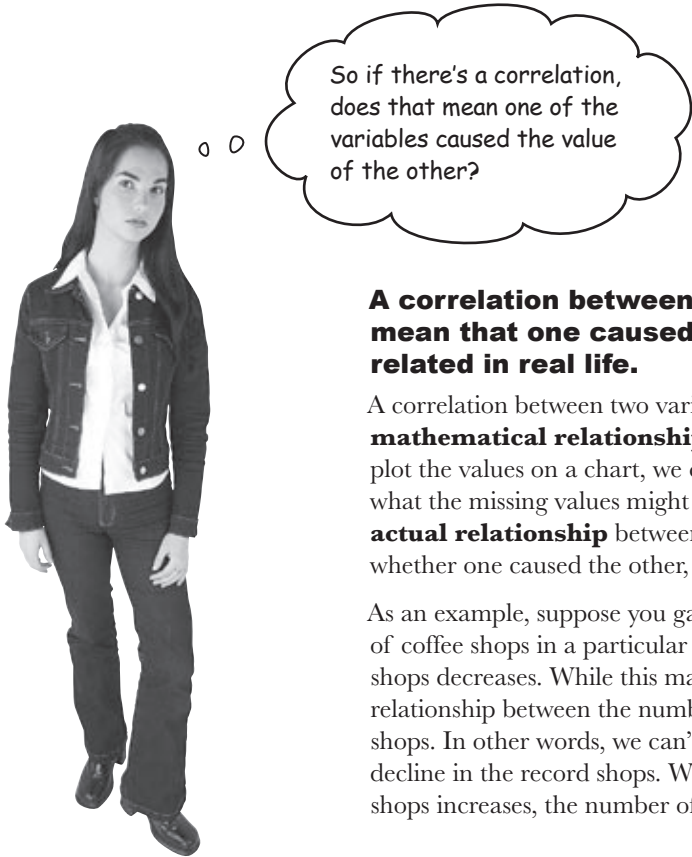 So if there's a correlation,
does that mean one of the
variables caused the value
of the other?
A correlation between
mean that one caused
related in real life.
A correlation between two vari
mathematical relationship
plot the values on a chart, we
what the missing values might
actual relationship between
whether one caused the other,
As an example, suppose you ga
of coffee shops in a particular
shops decreases. While this ma
relationship between the numb
shops. In other words, we can't
decline in the record shops. W
shops increases, the number of